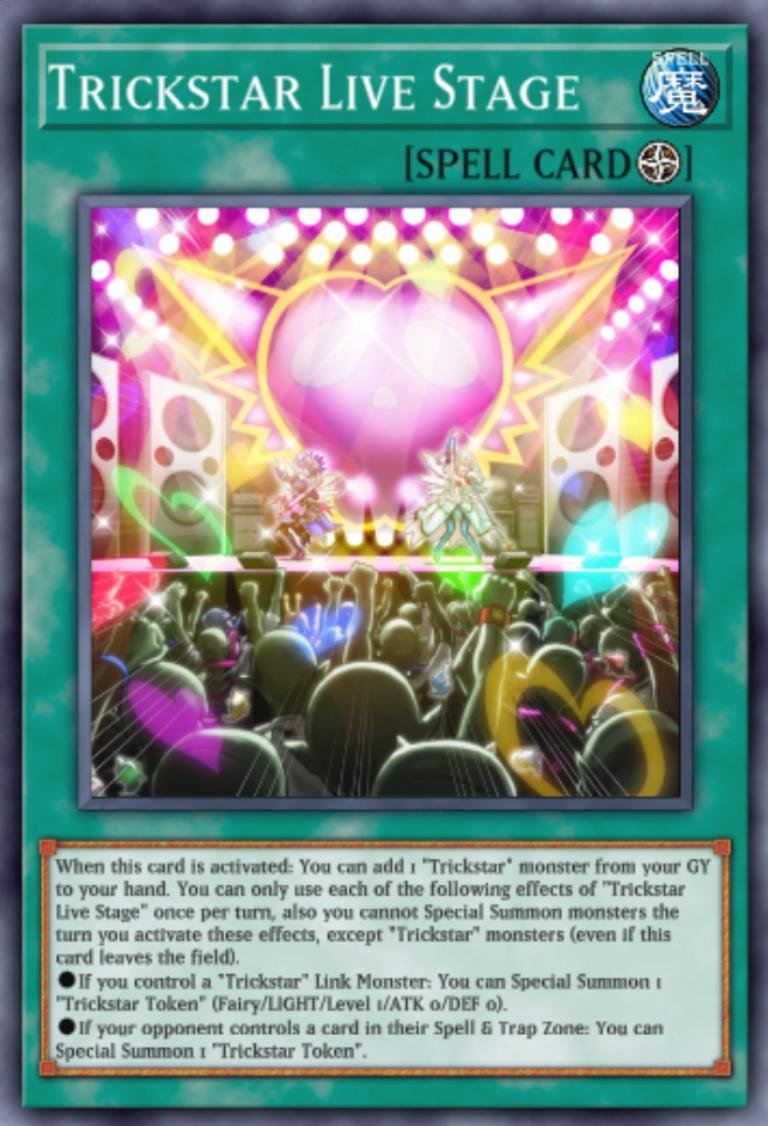 TRICKSTAR LIVE STAGE
SPELL
魔
[SPELL CARD]
When this card is activated: You can add 1 "Trickstar" monster from your GY
to your hand. You can only use each of the following effects of "Trickstar
Live Stage" once per turn, also you cannot Special Summon monsters the
turn you activate these effects, except "Trickstar" monsters (even if this
card leaves the field).
●If you control a "Trickstar" Link Monster: You can Special Summon 1
"Trickstar Token" (Fairy/LIGHT/Level 1/ATK 0/DEF 0).
●If your opponent controls a card in their Spell & Trap Zone: You can
Special Summon 1 "Trickstar Token".